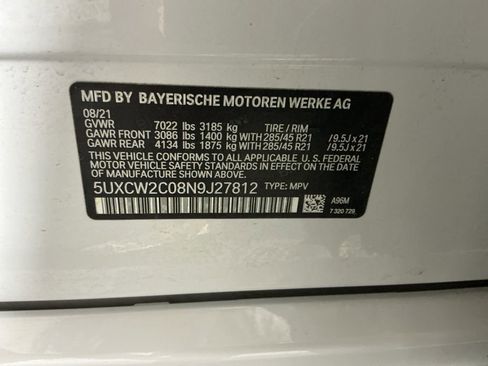 MFD BY BAYERISCHE MOTOREN WERKE AG
08/21
GVWR 7022 lbs 3185 kg TIRE / RIM
GAWR FRONT 3086 lbs 1400 kg WITH 285/45 R21 /9.5J x 21
GAWR REAR 4134 lbs 1875 kg WITH 285/45 R21 /9.5J x 21
THIS VEHICLE CONFORMS TO ALL APPLICABLE U.S. FEDERAL
MOTOR VEHICLE SAFETY STANDARDS IN EFFECT ON THE DATE
OF MANUFACTURE SHOWN ABOVE.
5UXCW2C08N9J27812 TYPE: MPV
A96M
7 320 729